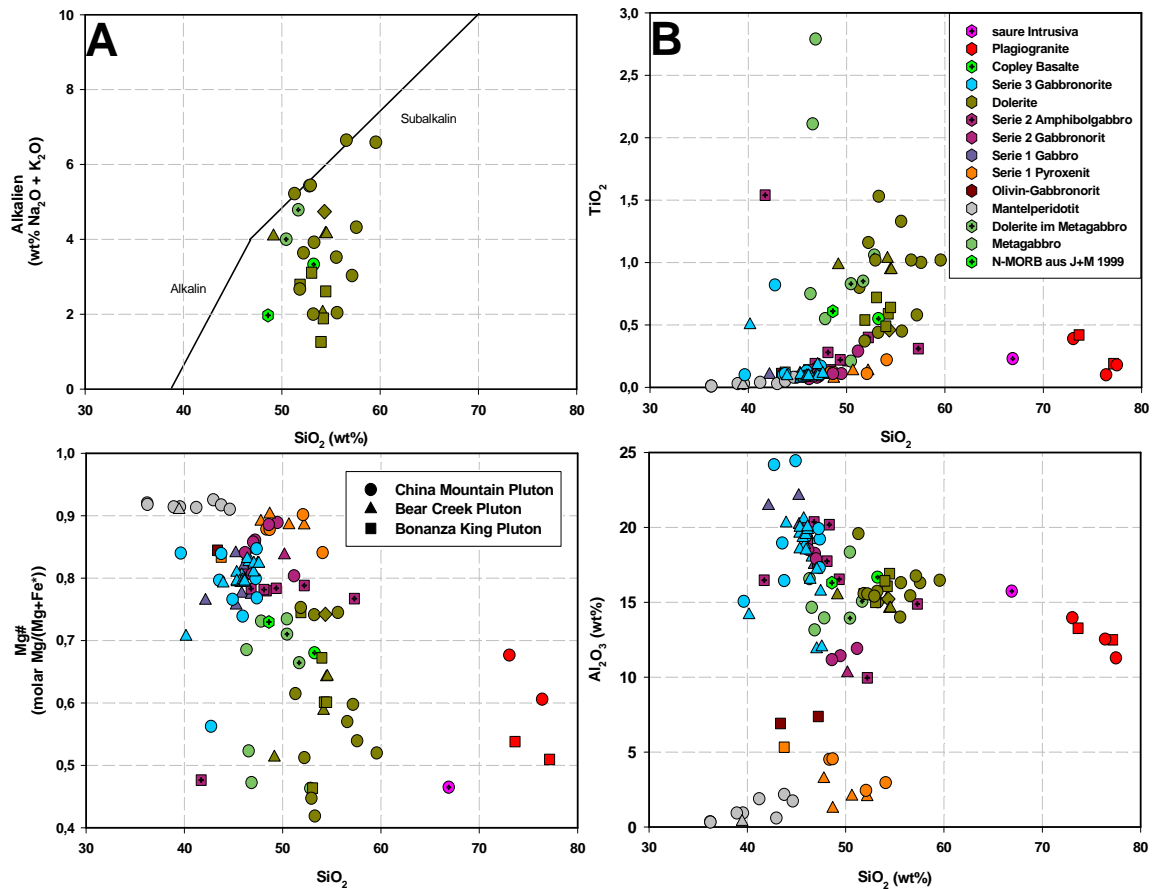 A
10
8
6
4
2
0
30
40
50
60
70
80
Alkalien
(wt% Na₂O + K₂O)
SiO₂ (wt%)
Alkalin
Subalkalin
B
3,0
2,5
2,0
1,5
1,0
0,5
0,0
30
40
50
60
70
80
TiO₂
SiO₂
saure Intrusiva
Plagiogranite
Copley Basalte
Serie 3 Gabbronorite
Dolerite
Serie 2 Amphibolgabbro
Serie 2 Gabbronorit
Serie 1 Gabbro
Serie 1 Pyroxenit
Olivin-Gabbronorit
Mantelperidotit
Dolerite im Metagabbro
Metagabbro
N-MORB aus J+M 1999
1,0
0,9
0,8
0,7
0,6
0,5
0,4
30
40
50
60
70
80
Mg#
(molar Mg/(Mg+Fe*))
SiO₂
China Mountain Pluton
Bear Creek Pluton
Bonanza King Pluton
25
20
15
10
5
0
30
40
50
60
70
80
Al₂O₃ (wt%)
SiO₂ (wt%)